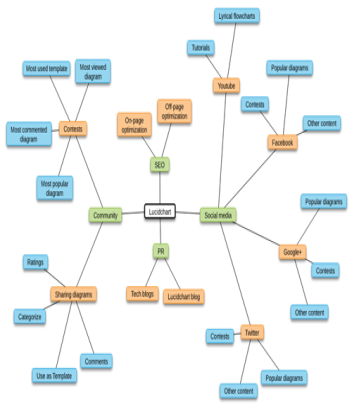 Lyrical flowcharts
Tutorials
Youtube
Popular diagrams
Contests
Other content
Facebook
Most used template
Most viewed
diagram
Most commented
diagram
Contests
Most popular
diagram
On-page
optimization
Off-page
optimization
SEO
Community
Lucidchart
Social media
Popular diagrams
Google+
Contests
Other content
PR
Tech blogs
Lucidchart blog
Ratings
Sharing diagrams
Categorize
Use as Template
Comments
Twitter
Contests
Popular diagrams
Other content